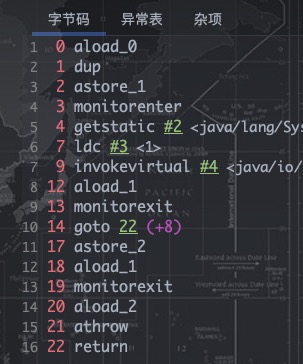 字节码 异常表 杂项
1 0 aload_0
2 1 dup
3 2 astore_1
4 3 monitorenter
5 4 getstatic #2 <java/lang/Sys
6 7 ldc #3 <1>
7 9 invokevirtual #4 <java/io/
8 12 aload_1
9 13 monitorexit
10 14 goto 22 (+8)
11 17 astore_2
12 18 aload_1
13 19 monitorexit
14 20 aload_2
15 21 athrow
16 22 return